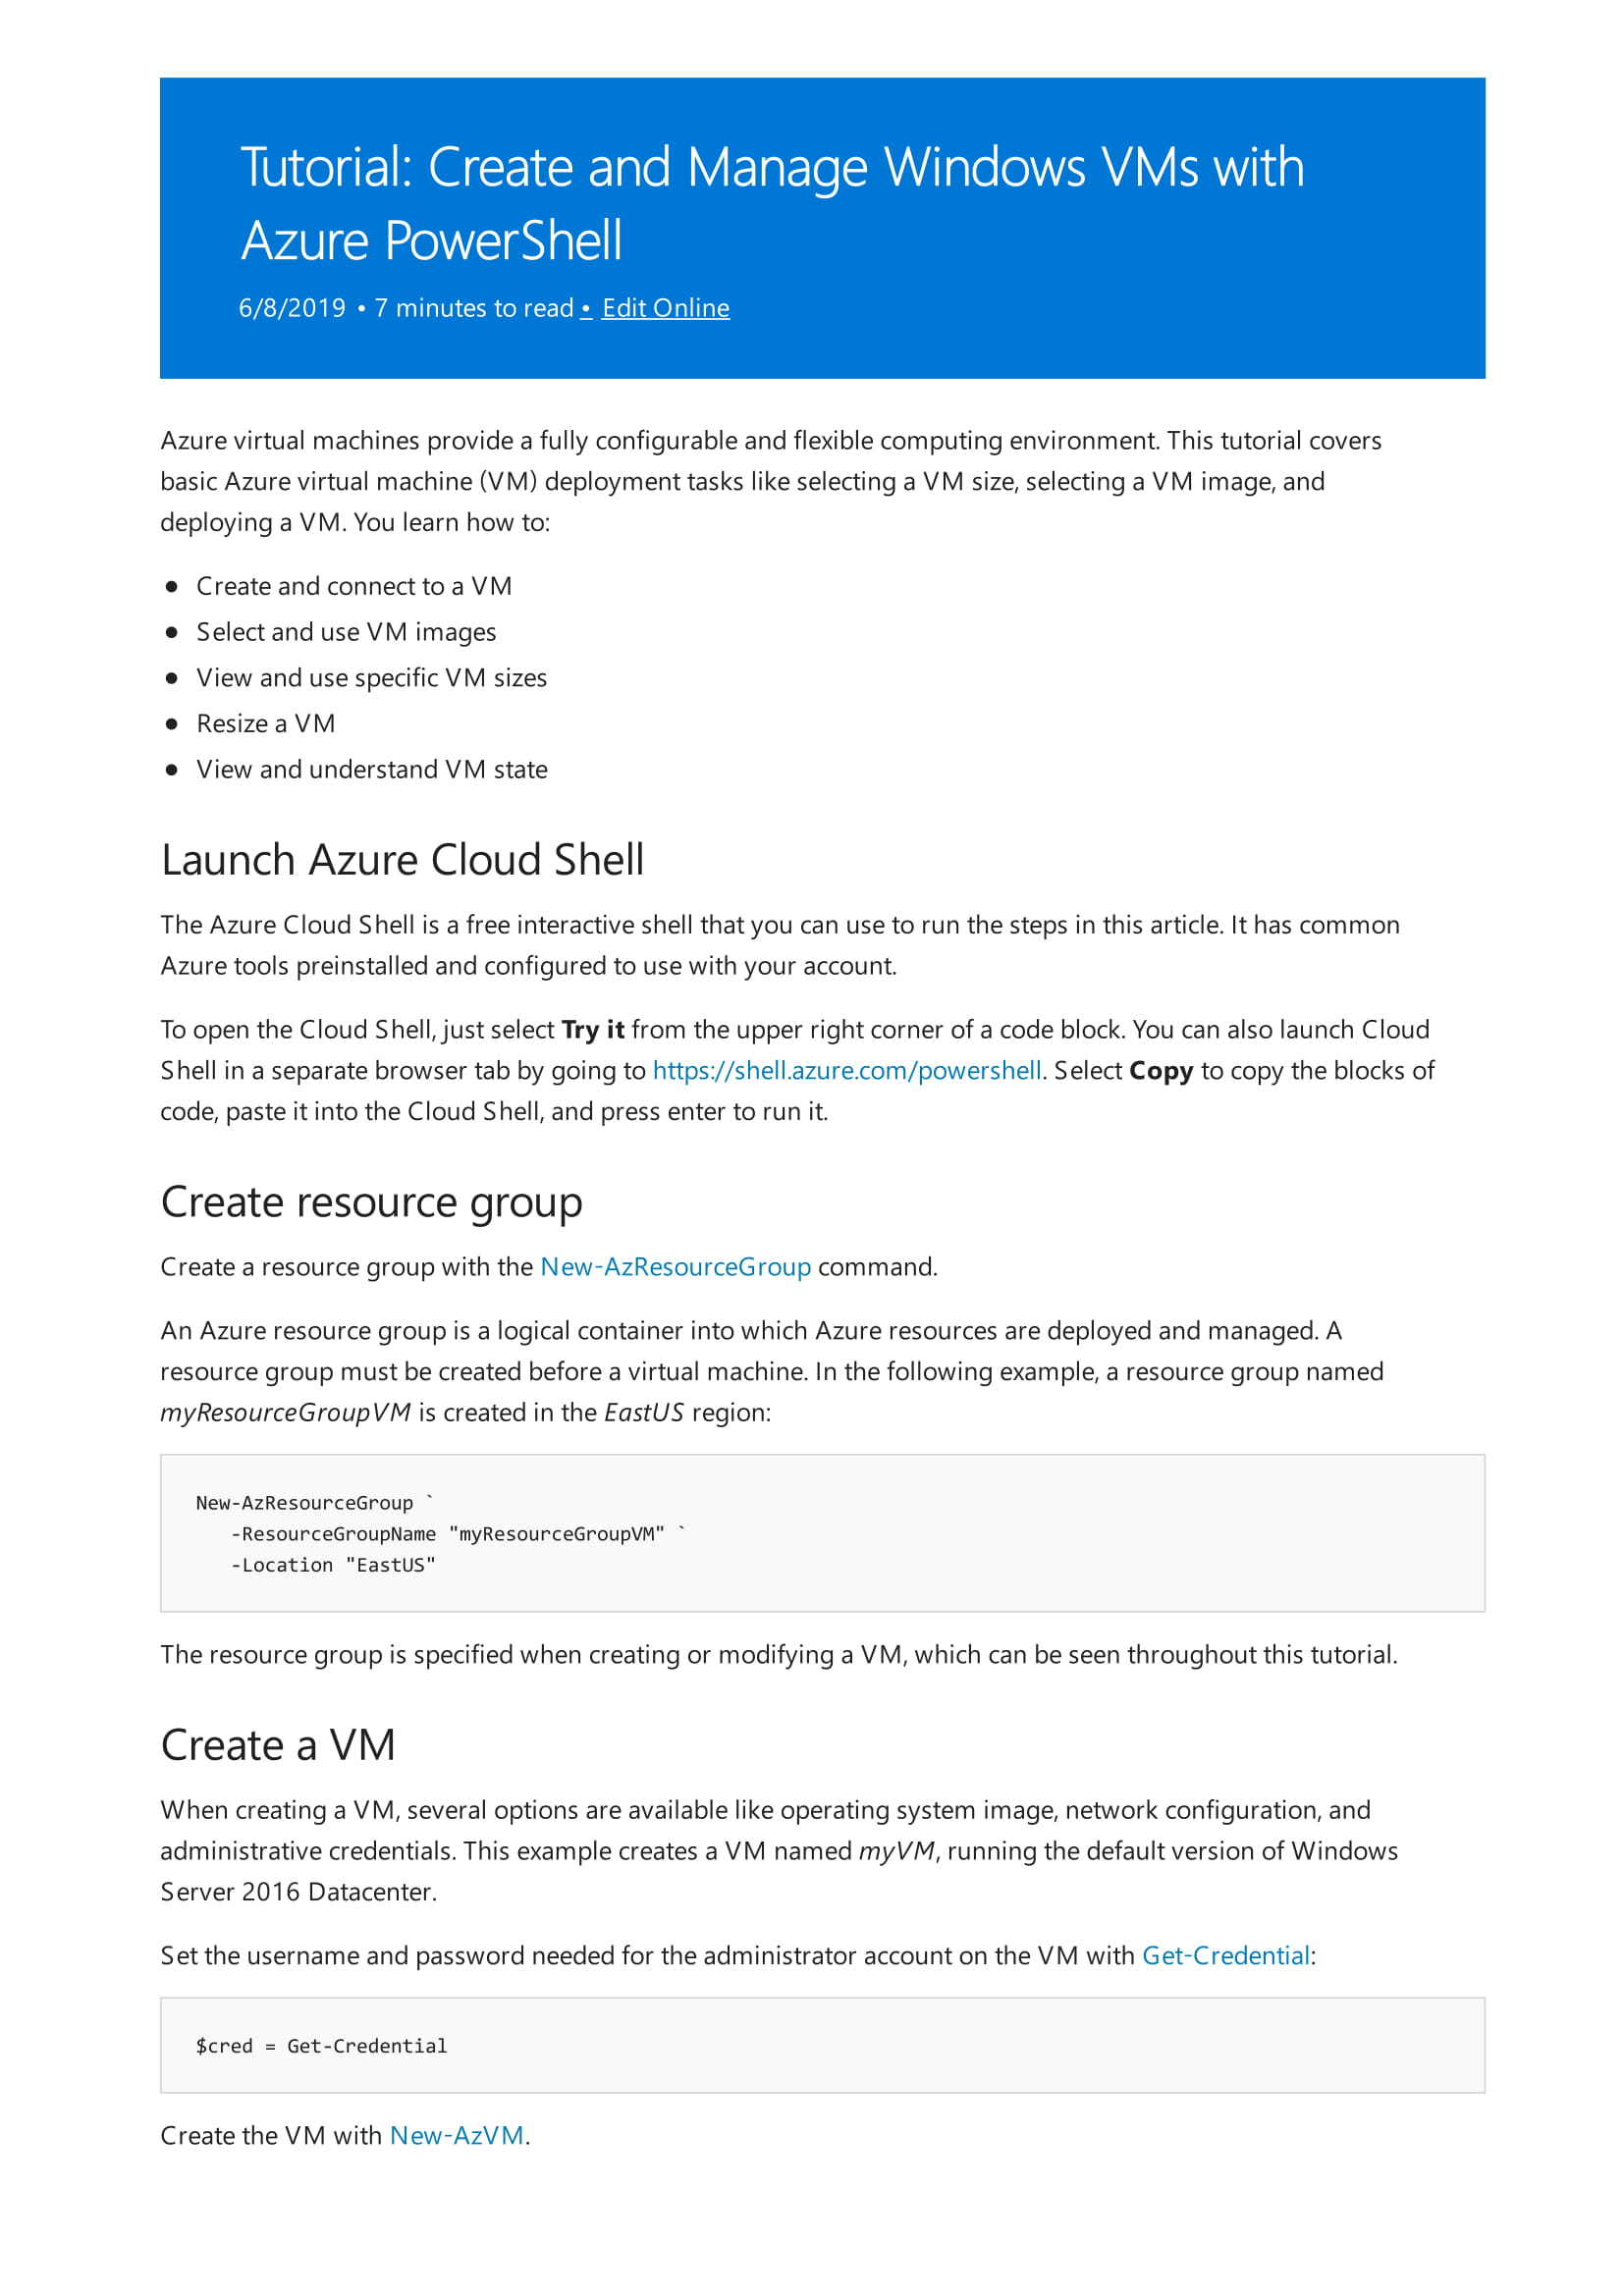 Tutorial: Create and Manage Windows VMs with
Azure PowerShell
6/8/2019 • 7 minutes to read • Edit Online
Azure virtual machines provide a fully configurable and flexible computing environment. This tutorial covers
basic Azure virtual machine (VM) deployment tasks like selecting a VM size, selecting a VM image, and
deploying a VM. You learn how to:
● Create and connect to a VM
● Select and use VM images
● View and use specific VM sizes
● Resize a VM
● View and understand VM state
Launch Azure Cloud Shell
The Azure Cloud Shell is a free interactive shell that you can use to run the steps in this article. It has common
Azure tools preinstalled and configured to use with your account.
To open the Cloud Shell, just select Try it from the upper right corner of a code block. You can also launch Cloud
Shell in a separate browser tab by going to https://shell.azure.com/powershell. Select Copy to copy the blocks of
code, paste it into the Cloud Shell, and press enter to run it.
Create resource group
Create a resource group with the New-AzResourceGroup command.
An Azure resource group is a logical container into which Azure resources are deployed and managed. A
resource group must be created before a virtual machine. In the following example, a resource group named
myResourceGroupVM is created in the EastUS region:
New-AzResourceGroup `
   -ResourceGroupName "myResourceGroupVM" `
   -Location "EastUS"
The resource group is specified when creating or modifying a VM, which can be seen throughout this tutorial.
Create a VM
When creating a VM, several options are available like operating system image, network configuration, and
administrative credentials. This example creates a VM named myVM, running the default version of Windows
Server 2016 Datacenter.
Set the username and password needed for the administrator account on the VM with Get-Credential:
$cred = Get-Credential
Create the VM with New-AzVM.